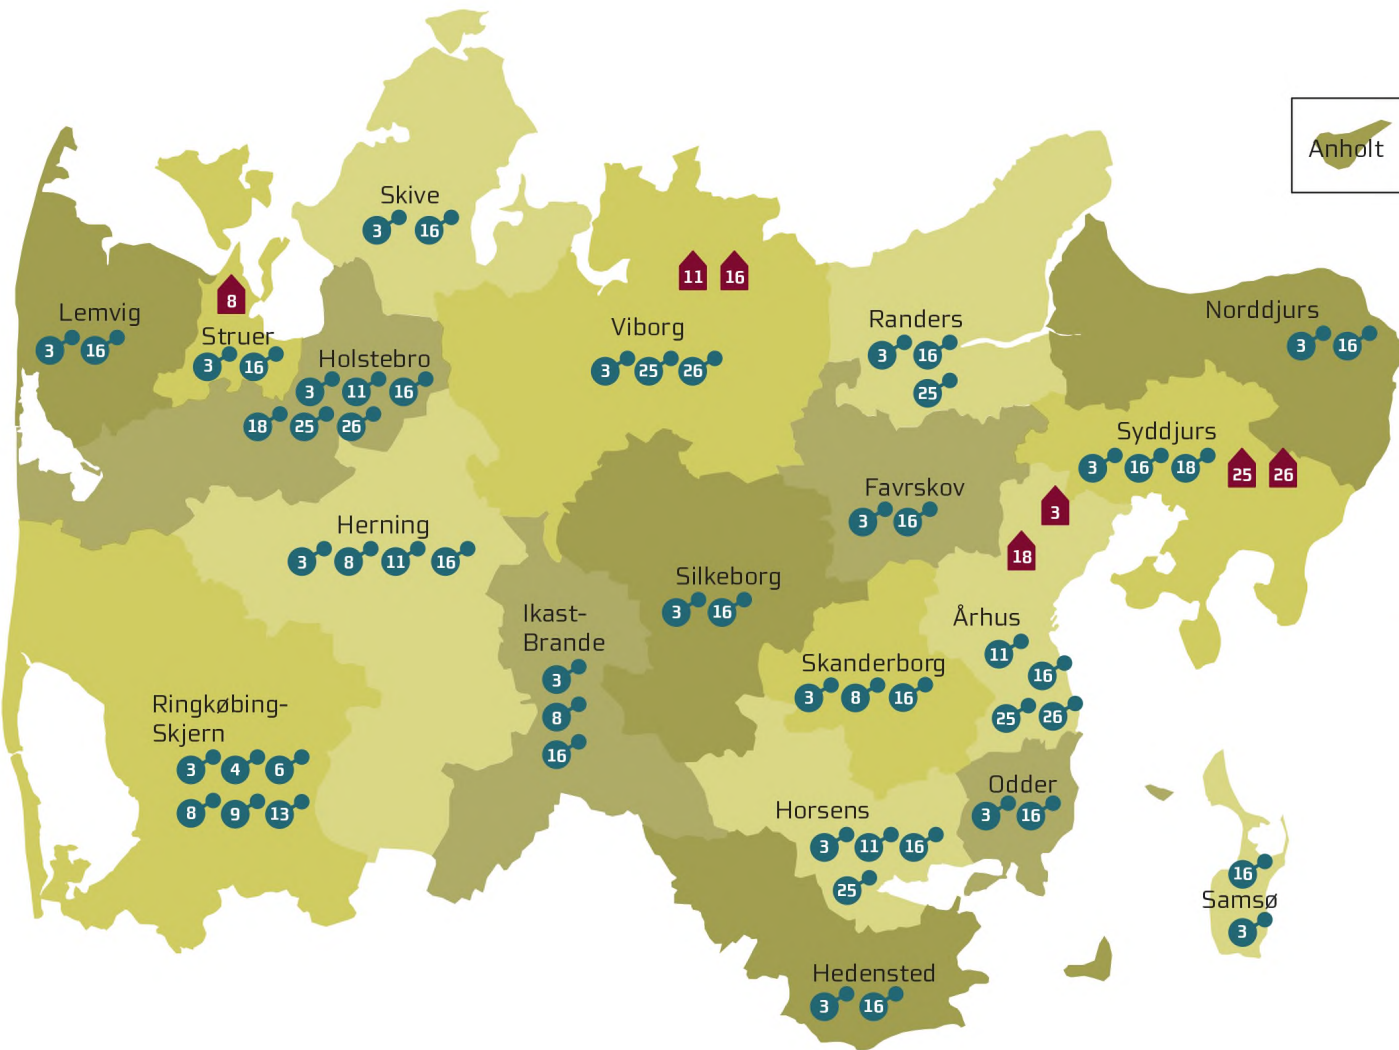 Anholt
Skive
3 16
11 16
8
Lemvig
3 16
Struer
3 16
Holstebro
3 11 16
18 25 26
Viborg
3 25 26
Randers
3 16
25
Norddjurs
3 16
Syddjurs
3 16 18
25 26
Favrskov
3 16
3
18
Herning
3 8 11 16
Silkeborg
3 16
Ikast-
Brande
3
8
16
Århus
11
16
25 26
Skanderborg
3 8 16
Ringkøbing-
Skjern
3 4 6
8 9 13
Odder
3 16
Horsens
3 11 16
25
16
Samsø
3
Hedensted
3 16